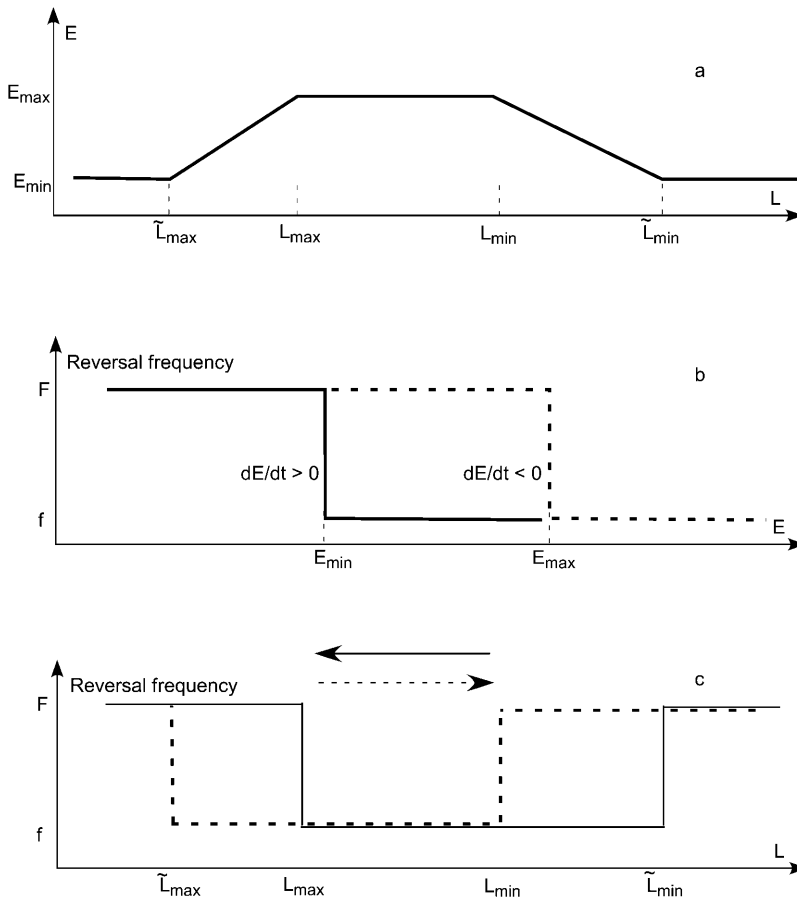 E
a
E_max
E_min
L
L̃_max L_max L_min L̃_min
Reversal frequency
b
F
dE/dt > 0 dE/dt < 0
f
E
E_min E_max
Reversal frequency
c
F
f
L
L̃_max L_max L_min L̃_min